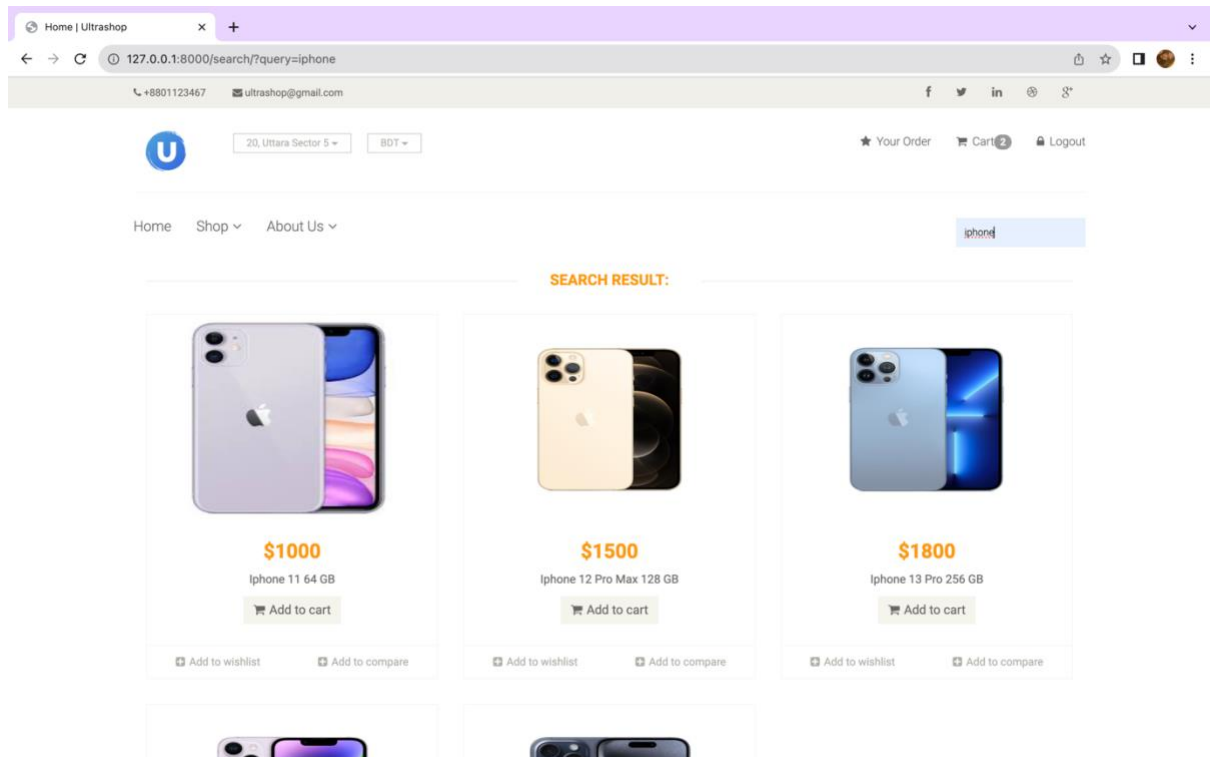 Home | Ultrashop
127.0.0.1:8000/search/?query=iphone
+8801123467 ultrashop@gmail.com
U 20, Uttara Sector 5 BDT Your Order Cart 2 Logout
Home Shop About Us iphone
SEARCH RESULT:
$1000 $1500 $1800
Iphone 11 64 GB Iphone 12 Pro Max 128 GB Iphone 13 Pro 256 GB
Add to cart Add to cart Add to cart
Add to wishlist Add to compare Add to wishlist Add to compare Add to wishlist Add to compare